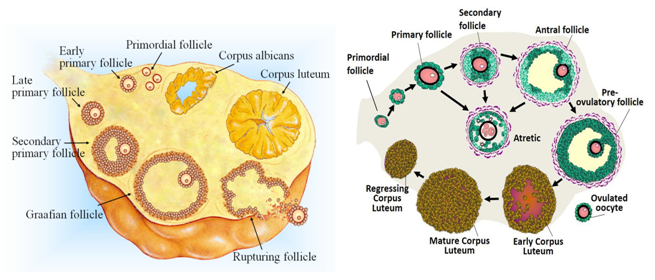 Primordial follicle
Early
primary follicle
Corpus albicans
Corpus luteum
Late
primary follicle
Secondary
primary follicle
Graafian follicle
Rupturing follicle
Secondary
follicle
Primary follicle
Antral follicle
Primordial
follicle
Pre-
ovulatory follicle
Atretic
Regressing Corpus
Luteum
Ovulated
oocyte
Mature Corpus
Luteum
Early Corpus
Luteum